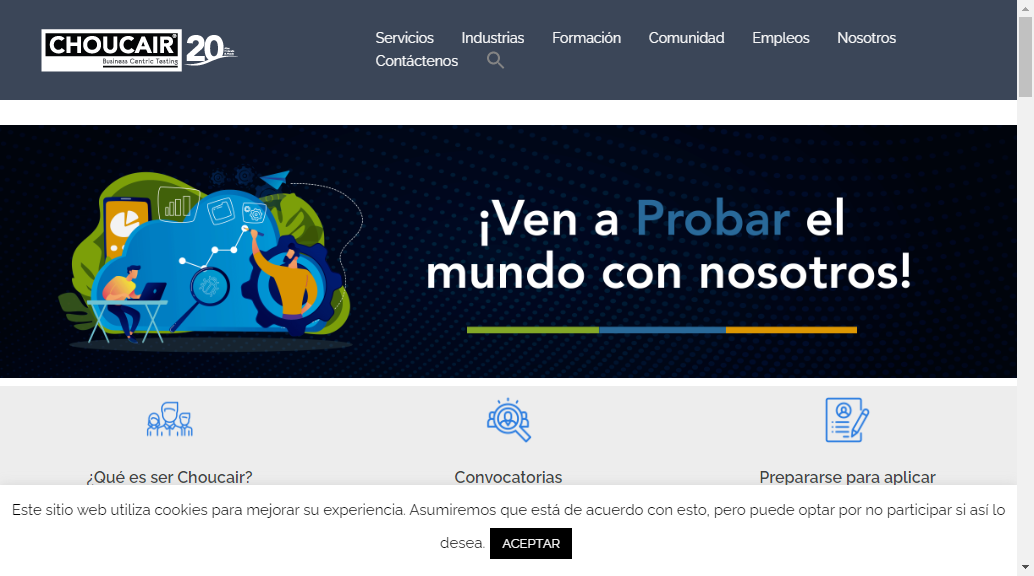 CHOUCAIR
Business Centric Testing
20
Servicios Industrias Formación Comunidad Empleos Nosotros
Contáctenos
¡Ven a Probar el
mundo con nosotros!
¿Qué es ser Choucair? Convocatorias Prepararse para aplicar
Este sitio web utiliza cookies para mejorar su experiencia. Asumiremos que está de acuerdo con esto, pero puede optar por no participar si así lo
desea. ACEPTAR